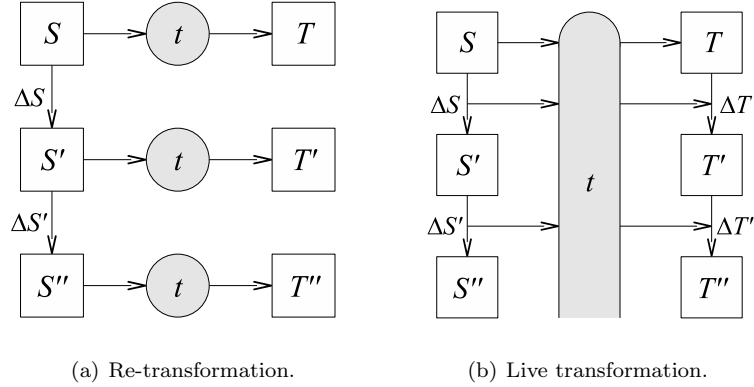 S t T S t T
ΔS ΔS ΔT
S′ t T′ S′ t T′
ΔS′ ΔS′ ΔT′
S″ t T″ S″ T″
(a) Re-transformation. (b) Live transformation.